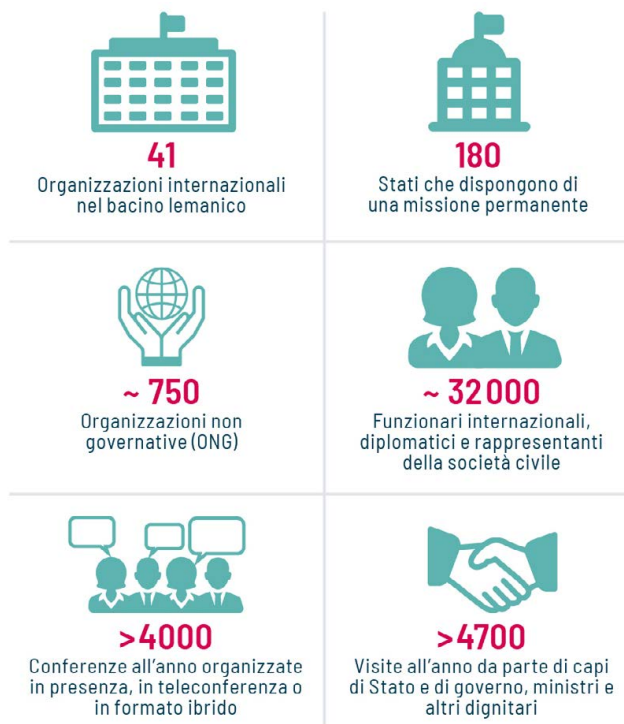 41
Organizzazioni internazionali
nel bacino lemanico
180
Stati che dispongono di
una missione permanente
~ 750
Organizzazioni non
governative (ONG)
~ 32 000
Funzionari internazionali,
diplomatici e rappresentanti
della società civile
>4000
Conferenze all'anno organizzate
in presenza, in teleconferenza o
in formato ibrido
>4700
Visite all'anno da parte di capi
di Stato e di governo, ministri e
altri dignitari